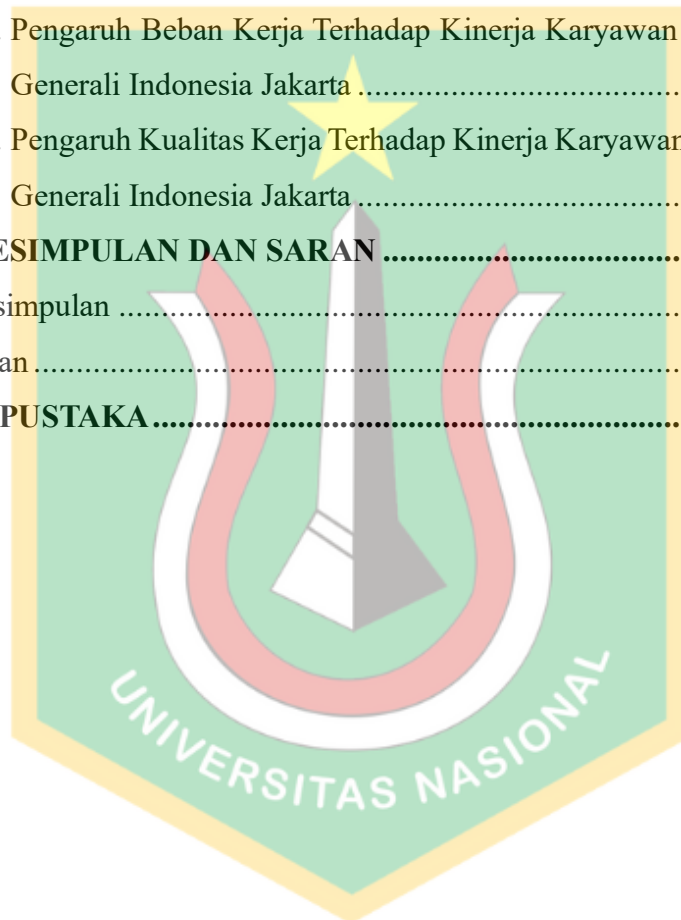 . Pengaruh Beban Kerja Terhadap Kinerja Karyawan
Generali Indonesia Jakarta ........................................
. Pengaruh Kualitas Kerja Terhadap Kinerja Karyawan
Generali Indonesia Jakarta.........................................
ESIMPULAN DAN SARAN .....................................
simpulan .......................................................................
an ..................................................................................
PUSTAKA ....................................................................
UNIVERSITAS NASIONAL